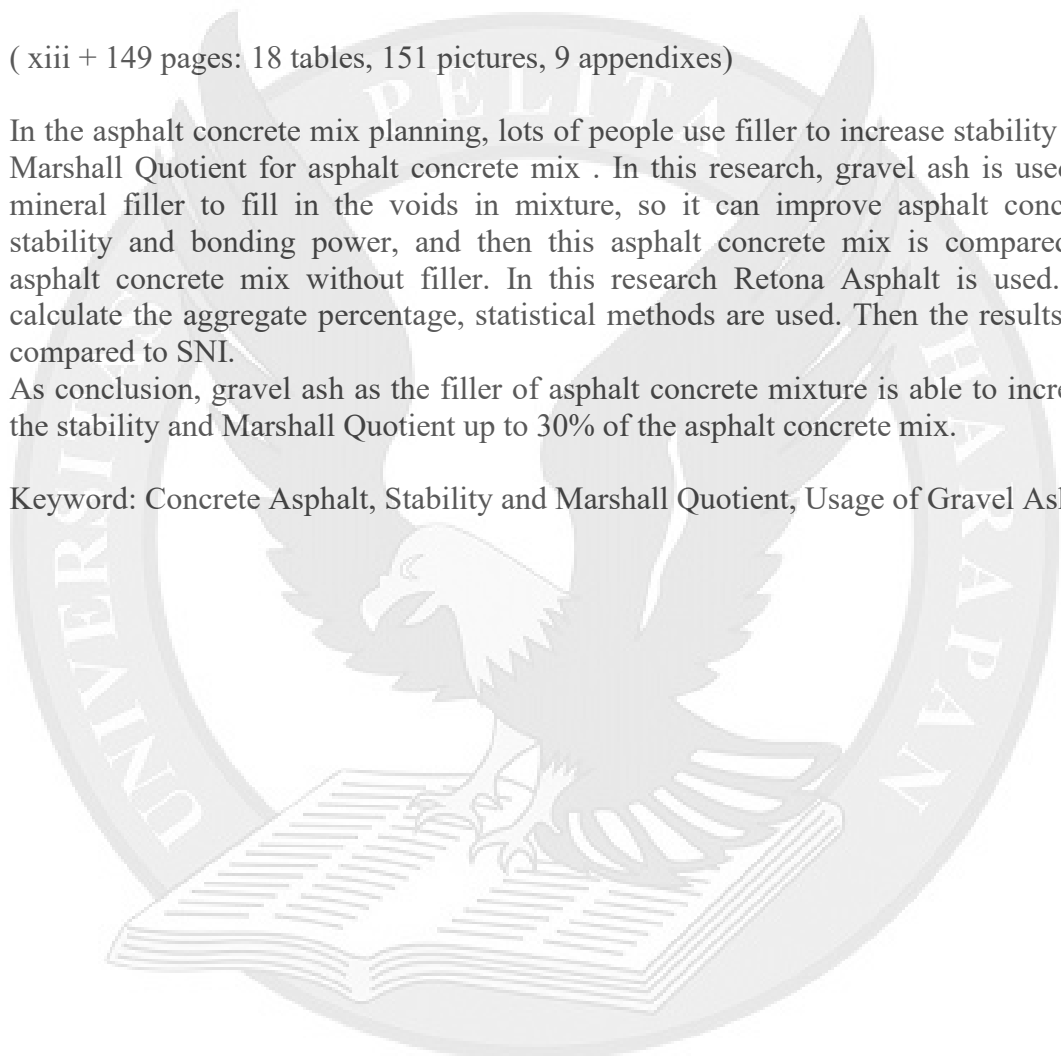 ( xiii + 149 pages: 18 tables, 151 pictures, 9 appendixes)
In the asphalt concrete mix planning, lots of people use filler to increase stability
Marshall Quotient for asphalt concrete mix . In this research, gravel ash is used
mineral filler to fill in the voids in mixture, so it can improve asphalt conc
stability and bonding power, and then this asphalt concrete mix is compared
asphalt concrete mix without filler. In this research Retona Asphalt is used.
calculate the aggregate percentage, statistical methods are used. Then the results
compared to SNI.
As conclusion, gravel ash as the filler of asphalt concrete mixture is able to incre
the stability and Marshall Quotient up to 30% of the asphalt concrete mix.
Keyword: Concrete Asphalt, Stability and Marshall Quotient, Usage of Gravel Ash
UNIVERSITAS PELITA HARAPAN